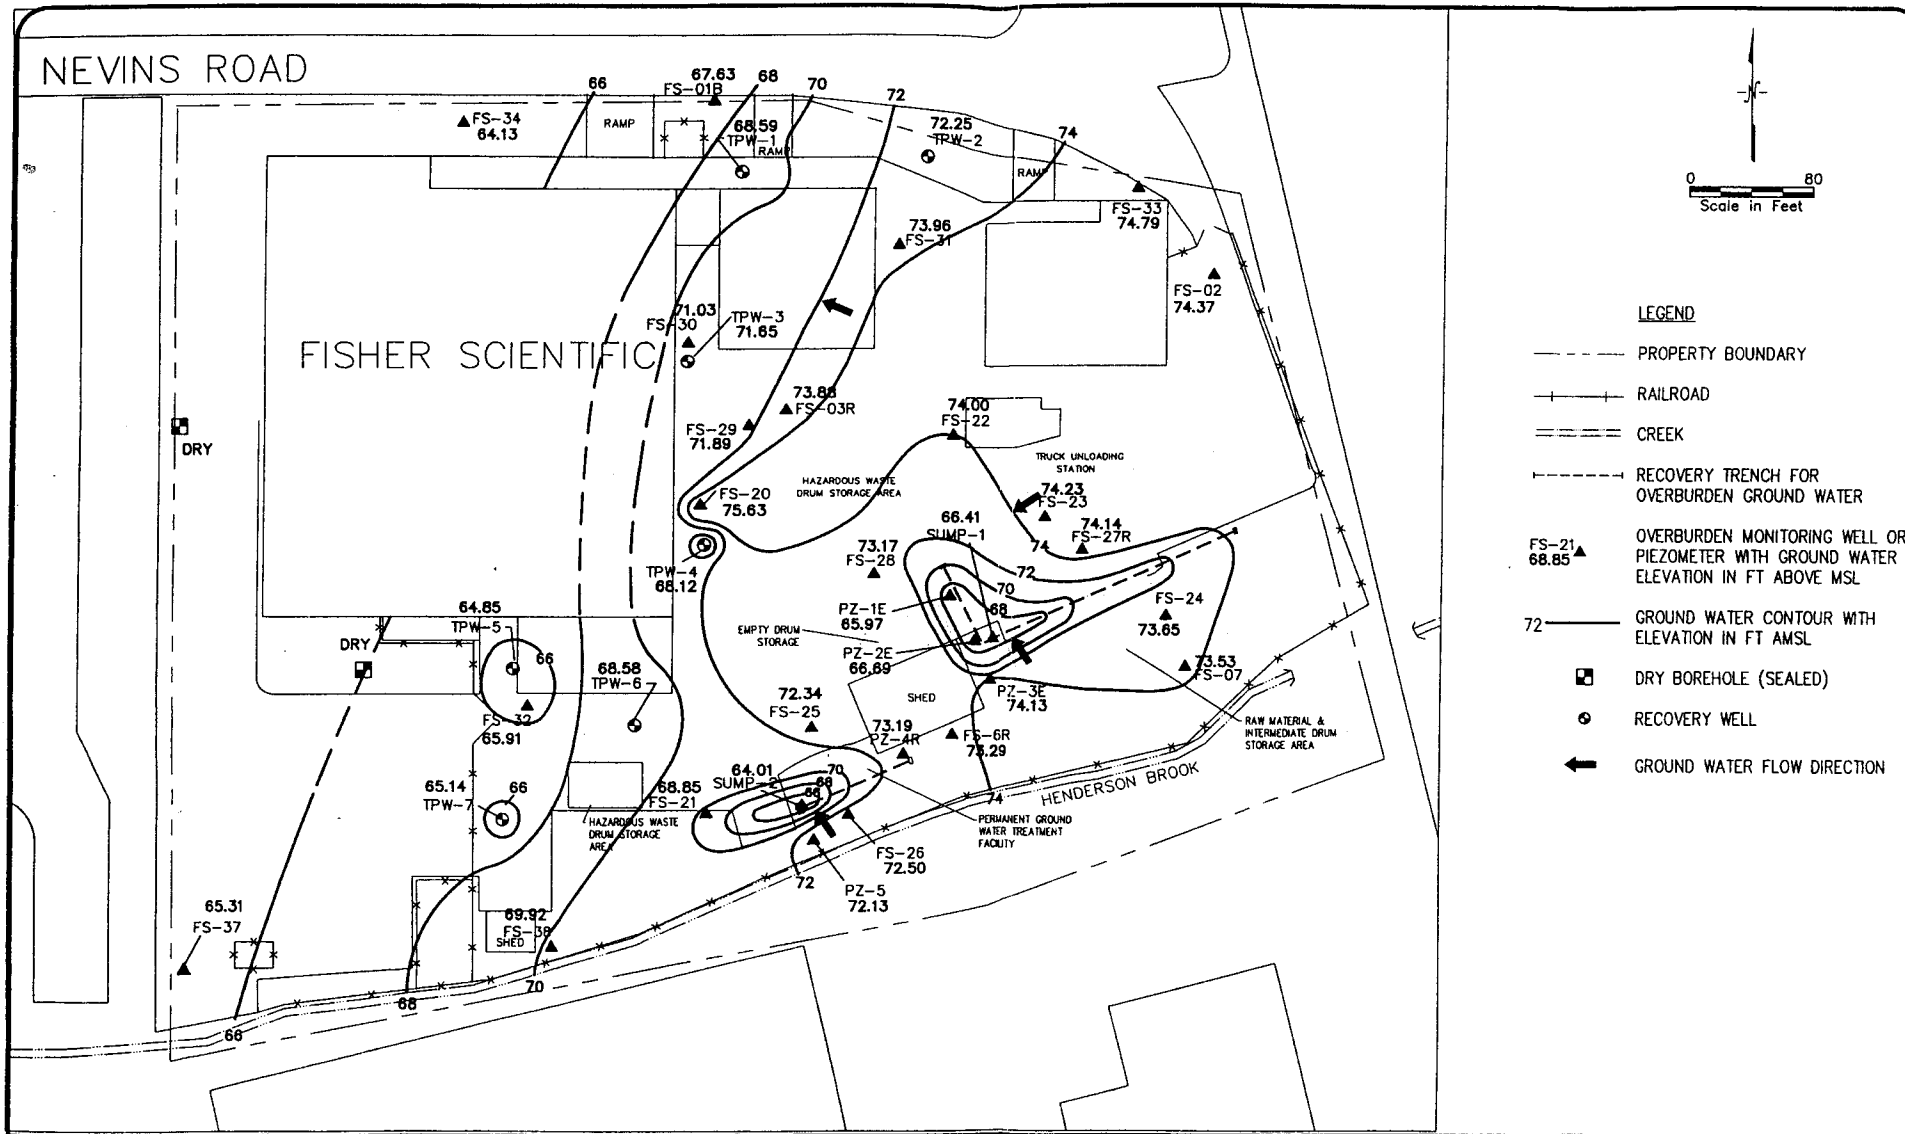 NEVINS ROAD
66
67.63
FS-01B
68
70
72
FS-34
64.13
RAMP
68.59
TPW-1
RAMP
72.25
TPW-2
74
RAMP
N
0 80
Scale in Feet
FS-33
74.79
73.96
FS-31
FS-02
74.37
71.03
FS-30
TPW-3
71.65
FISHER SCIENTIFIC
73.88
FS-03R
FS-29
71.89
74.00
FS-22
DRY
TRUCK UNLOADING
STATION
HAZARDOUS WASTE
DRUM STORAGE AREA
FS-20
75.63
74.23
FS-23
66.41
SUMP-1
74.14
FS-27R
74
73.17
FS-28
72
TPW-4
68.12
70
PZ-1E
65.97
68
FS-24
73.65
64.85
TPW-5
DRY
66
EMPTY DRUM
STORAGE
PZ-2E
66.69
68.58
TPW-6
73.53
FS-07
SHED
PZ-3E
74.13
72.34
FS-25
FS-32
65.91
73.19
PZ-4R
FS-6R
73.29
RAW MATERIAL &
INTERMEDIATE DRUM
STORAGE AREA
64.01
SUMP-2
70
68
66
65.14
TPW-7
66
68.85
FS-21
74
HENDERSON BROOK
HAZARDOUS WASTE
DRUM STORAGE
AREA
PERMANENT GROUND
WATER TREATMENT
FACILITY
FS-26
72.50
72
PZ-5
72.13
65.31
FS-37
69.92
FS-38
SHED
68
70
66
LEGEND
PROPERTY BOUNDARY
RAILROAD
CREEK
RECOVERY TRENCH FOR
OVERBURDEN GROUND WATER
FS-21
68.85
OVERBURDEN MONITORING WELL OR
PIEZOMETER WITH GROUND WATER
ELEVATION IN FT ABOVE MSL
72
GROUND WATER CONTOUR WITH
ELEVATION IN FT AMSL
DRY BOREHOLE (SEALED)
RECOVERY WELL
GROUND WATER FLOW DIRECTION